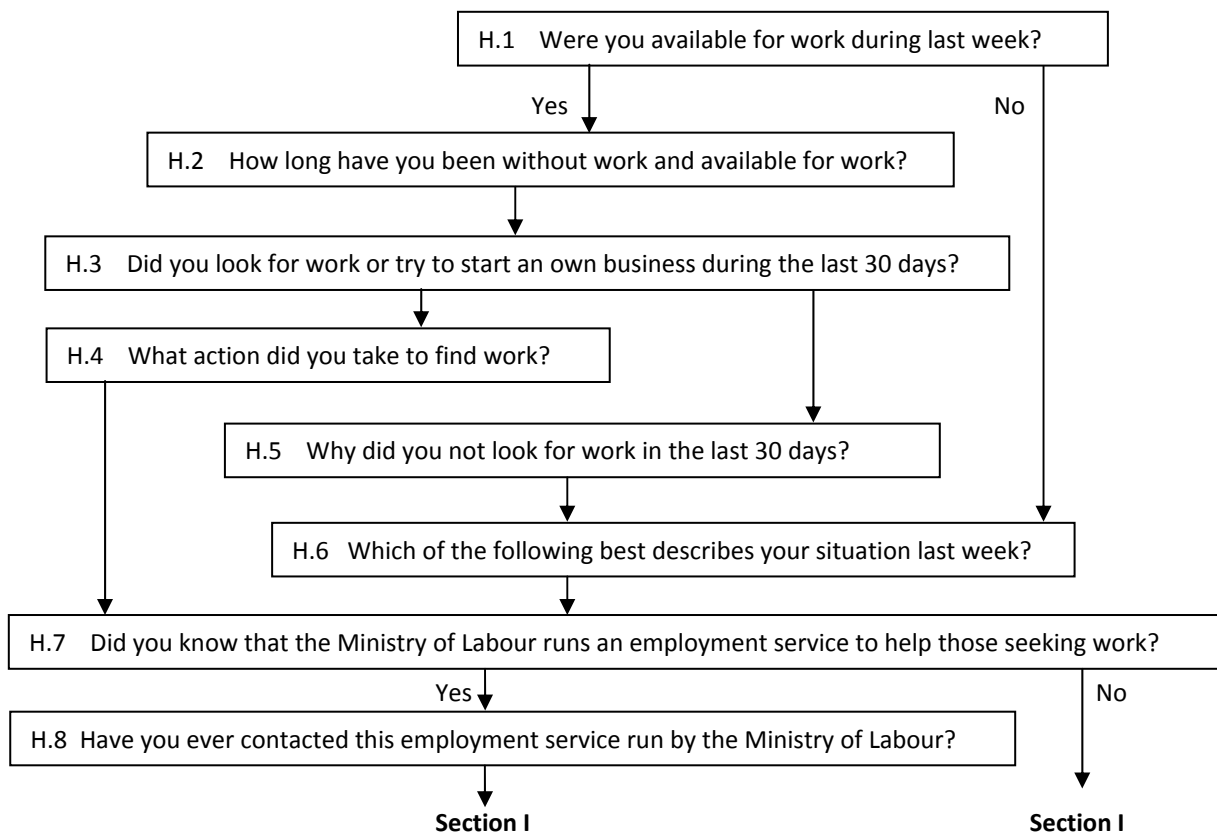 H.1 Were you available for work during last week?
Yes
No
H.2 How long have you been without work and available for work?
H.3 Did you look for work or try to start an own business during the last 30 days?
H.4 What action did you take to find work?
H.5 Why did you not look for work in the last 30 days?
H.6 Which of the following best describes your situation last week?
H.7 Did you know that the Ministry of Labour runs an employment service to help those seeking work?
Yes
No
H.8 Have you ever contacted this employment service run by the Ministry of Labour?
Section I
Section I